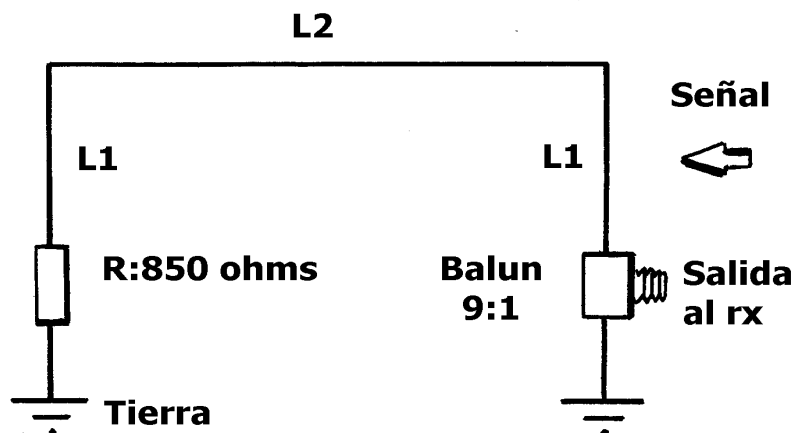 L2
Señal
L1
L1
R:850 ohms
Balun
9:1
Salida
al rx
Tierra